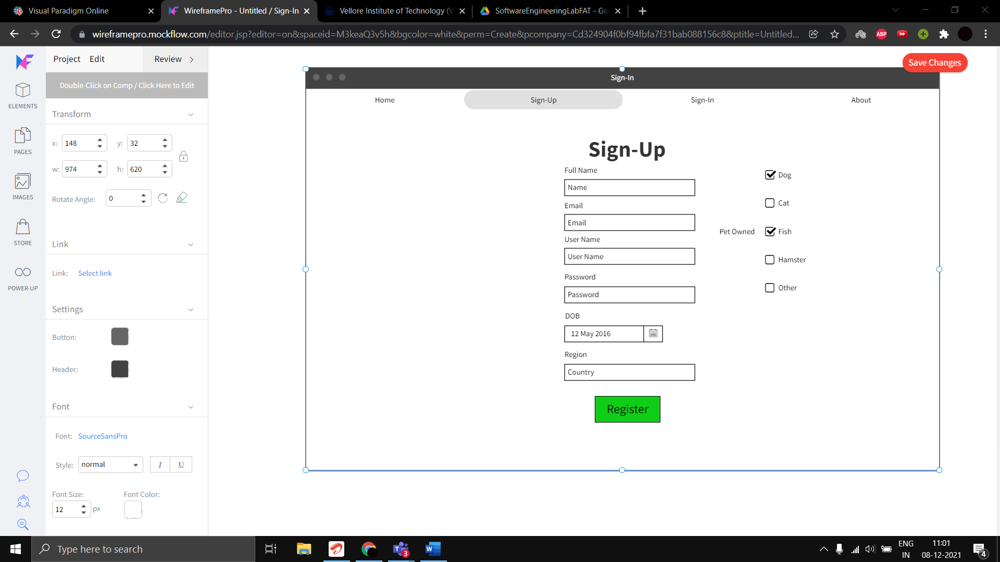 Visual Paradigm Online
WireframePro - Untitled / Sign-In
Vellore Institute of Technology (V
SoftwareEngineeringLabFAT - Go
wireframepro.mockflow.com/editor.jsp?editor=on&spaceid=M3keaQ3v5h&bgcolor=white&perm=Create&pcompany=Cd324904f0bf94fbfa7f31bab088156c8&ptitle=Untitled...
ABP
Project Edit Review
Save Changes
Double-Click on Comp / Click Here to Edit
ELEMENTS
PAGES
IMAGES
STORE
POWER-UP
Transform
x: 148 y: 32
w: 974 h: 620
Rotate Angle: 0
Link
Link: Select link
Settings
Button:
Header:
Font
Font: SourceSansPro
Style: normal I U
Font Size: Font Color:
12 px
Sign-In
Home Sign-Up Sign-In About
Sign-Up
Full Name
Name
Email
Email
User Name
User Name
Password
Password
DOB
12 May 2016
Region
Country
Register
Pet Owned
Dog
Cat
Fish
Hamster
Other
Type here to search
T 3
W
ENG
IN
11:01
08-12-2021
4